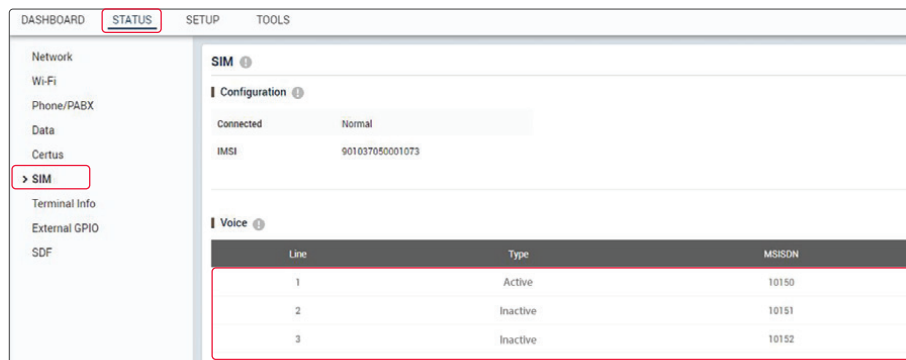 DASHBOARD STATUS SETUP TOOLS
Network
Wi-Fi
Phone/PABX
Data
Certus
> SIM
Terminal Info
External GPIO
SDF
SIM !
Configuration !
Connected Normal
IMSI 901037050001073
Voice !
Line Type MSISDN
1 Active 10150
2 Inactive 10151
3 Inactive 10152